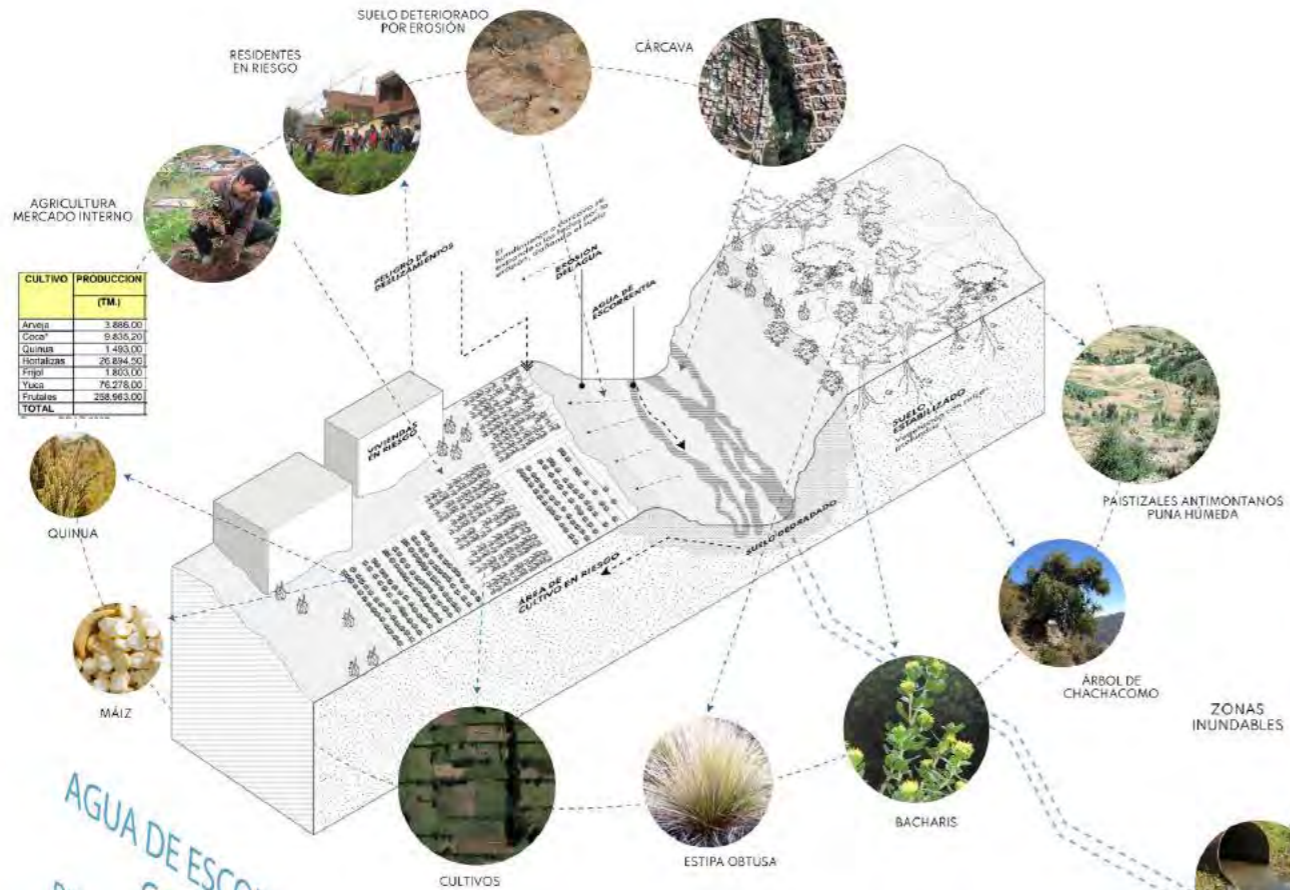 SUELO DETERIORADO
POR EROSIÓN
CÁRCAVA
RESIDENTES
EN RIESGO
AGRICULTURA
MERCADO INTERNO
CULTIVO PRODUCCION
(TM.)
Arveja 3.886,00
Coca* 9.835,20
Quinua 1.493,00
Hortalizas 26.894,50
Frijol 1.803,00
Yuca 76.278,00
Frutales 258.963,00
TOTAL
PELIGRO DE
DESLIZAMIENTOS
EROSIÓN
DEL AGUA
AGUA DE
ESCORRENTÍA
VIVIENDAS
EN RIESGO
SUELO
ESTABILIZADO
SUELO DEGRADADO
ÁREA DE
CULTIVO EN RIESGO
PAISTIZALES ANTIMONTANOS
PUNA HÚMEDA
QUINUA
MÁIZ
ÁRBOL DE
CHACHACOMO
ZONAS
INUNDABLES
BACHARIS
ESTIPA OBTUSA
CULTIVOS
AGUA DE